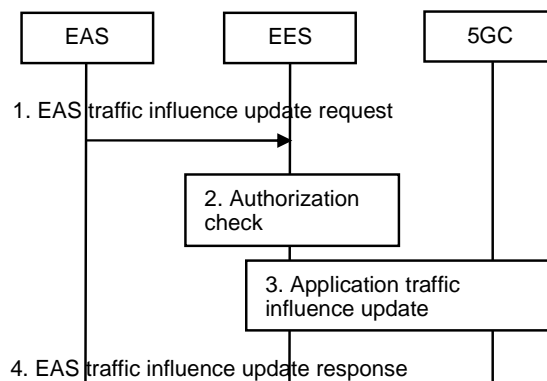 EAS EES 5GC
1. EAS traffic influence update request
2. Authorization
check
3. Application traffic
influence update
4. EAS traffic influence update response